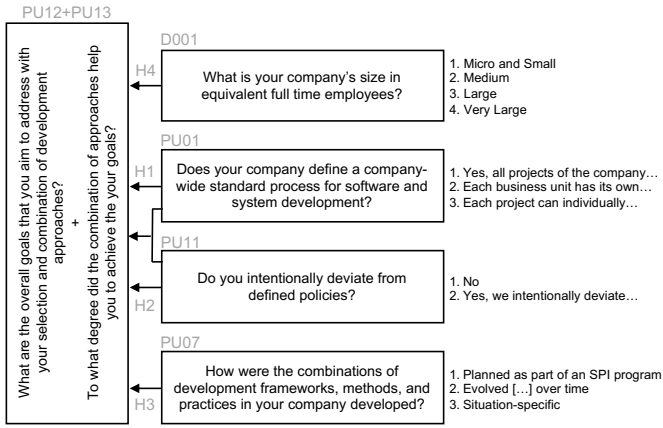 PU12+PU13
What are the overall goals that you aim to address with
your selection and combination of development
approaches?
+
To what degree did the combination of approaches help
you to achieve the your goals?
D001
H4
What is your company's size in
equivalent full time employees?
1. Micro and Small
2. Medium
3. Large
4. Very Large
PU01
H1
Does your company define a company-
wide standard process for software and
system development?
1. Yes, all projects of the company…
2. Each business unit has its own…
3. Each project can individually…
PU11
Do you intentionally deviate from
defined policies?
H2
1. No
2. Yes, we intentionally deviate…
PU07
How were the combinations of
development frameworks, methods, and
practices in your company developed?
H3
1. Planned as part of an SPI program
2. Evolved […] over time
3. Situation-specific